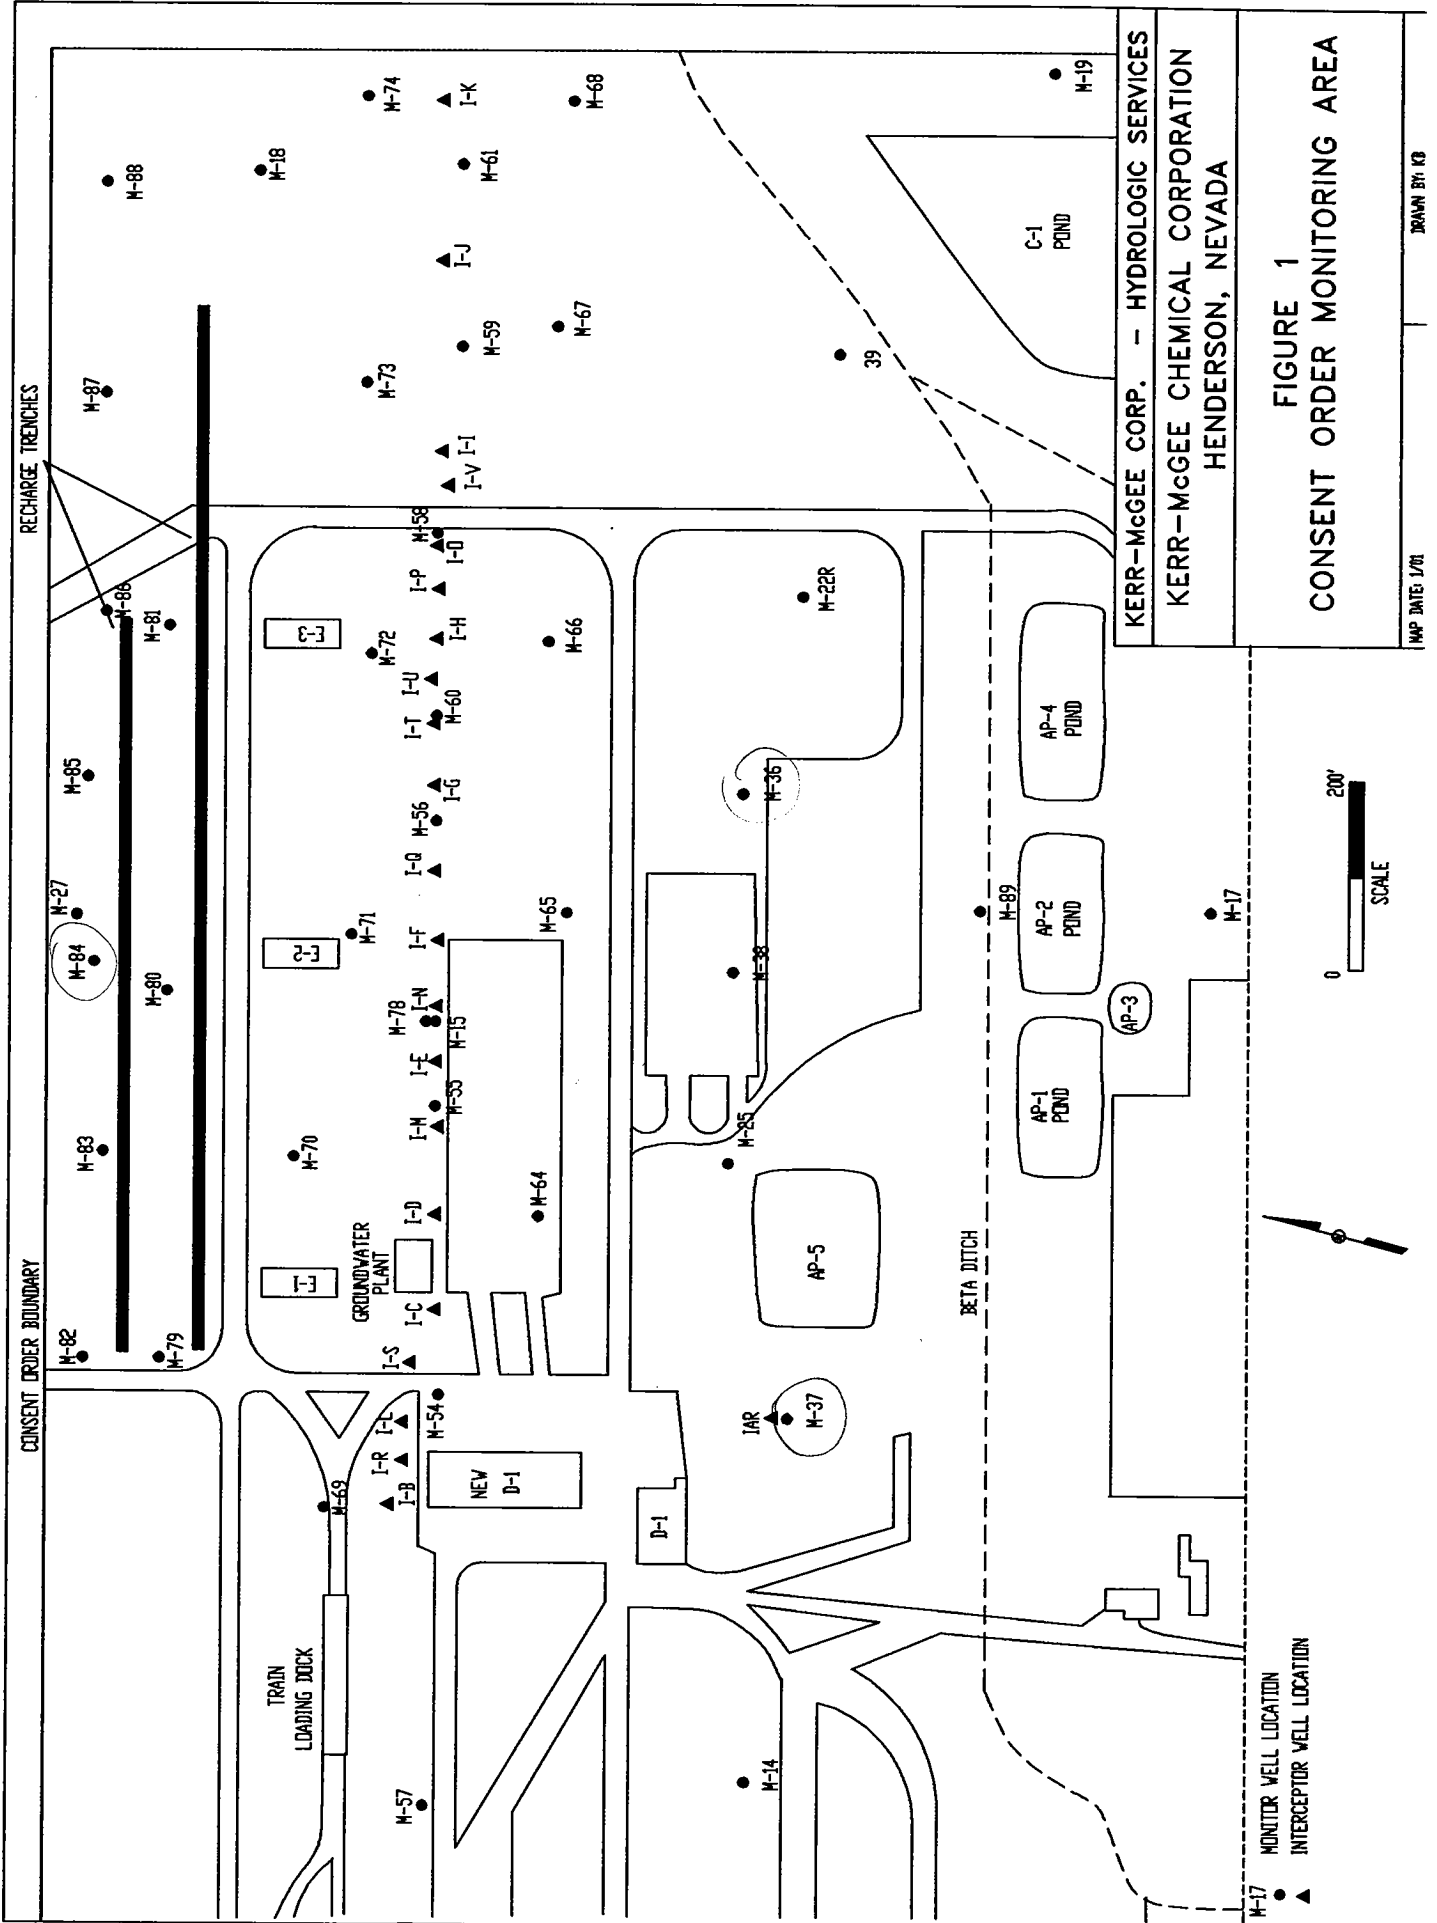 CONSENT ORDER BOUNDARY
RECHARGE TRENCHES
M-82
M-83
M-84
M-27
M-85
M-86
M-87
M-88
M-79
M-80
M-81
M-18
E-1
E-2
E-3
TRAIN
LOADING DOCK
M-69
M-70
M-71
M-72
M-73
M-74
GROUNDWATER
PLANT
M-57
I-B
I-R
I-L
M-54
I-S
I-C
I-D
I-M
M-55
I-E
M-15
M-78
I-N
I-F
I-Q
M-56
I-G
I-T
M-60
I-U
I-H
I-P
I-O
M-58
I-V
I-I
I-J
I-K
M-59
M-61
NEW
D-1
M-64
M-65
M-66
M-67
M-68
D-1
M-14
IAR
M-37
AP-5
M-25
M-38
M-36
M-22R
39
BETA DITCH
M-89
C-1
POND
M-19
AP-1
POND
AP-3
AP-2
POND
AP-4
POND
M-17
M-17
MONITOR WELL LOCATION
INTERCEPTOR WELL LOCATION
0
200'
SCALE
KERR-McGEE CORP. - HYDROLOGIC SERVICES
KERR-McGEE CHEMICAL CORPORATION
HENDERSON, NEVADA
FIGURE 1
CONSENT ORDER MONITORING AREA
MAP DATE: 1/01
DRAWN BY: KB